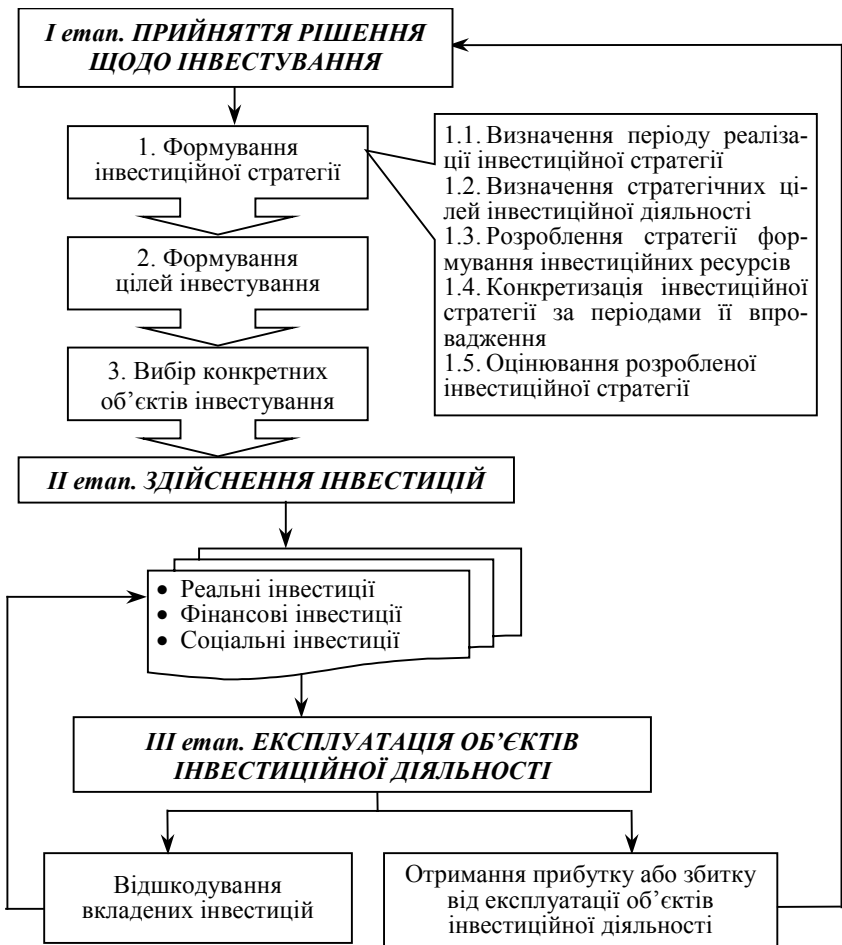 I етап. ПРИЙНЯТТЯ РІШЕННЯ
ЩОДО ІНВЕСТУВАННЯ
1. Формування
інвестиційної стратегії
1.1. Визначення періоду реаліза-
ції інвестиційної стратегії
1.2. Визначення стратегічних ці-
лей інвестиційної діяльності
1.3. Розроблення стратегії фор-
мування інвестиційних ресурсів
1.4. Конкретизація інвестиційної
стратегії за періодами її впро-
вадження
1.5. Оцінювання розробленої
інвестиційної стратегії
2. Формування
цілей інвестування
3. Вибір конкретних
об’єктів інвестування
II етап. ЗДІЙСНЕННЯ ІНВЕСТИЦІЙ
• Реальні інвестиції
• Фінансові інвестиції
• Соціальні інвестиції
III етап. ЕКСПЛУАТАЦІЯ ОБ’ЄКТІВ
ІНВЕСТИЦІЙНОЇ ДІЯЛЬНОСТІ
Відшкодування
вкладених інвестицій
Отримання прибутку або збитку
від експлуатації об’єктів
інвестиційної діяльності